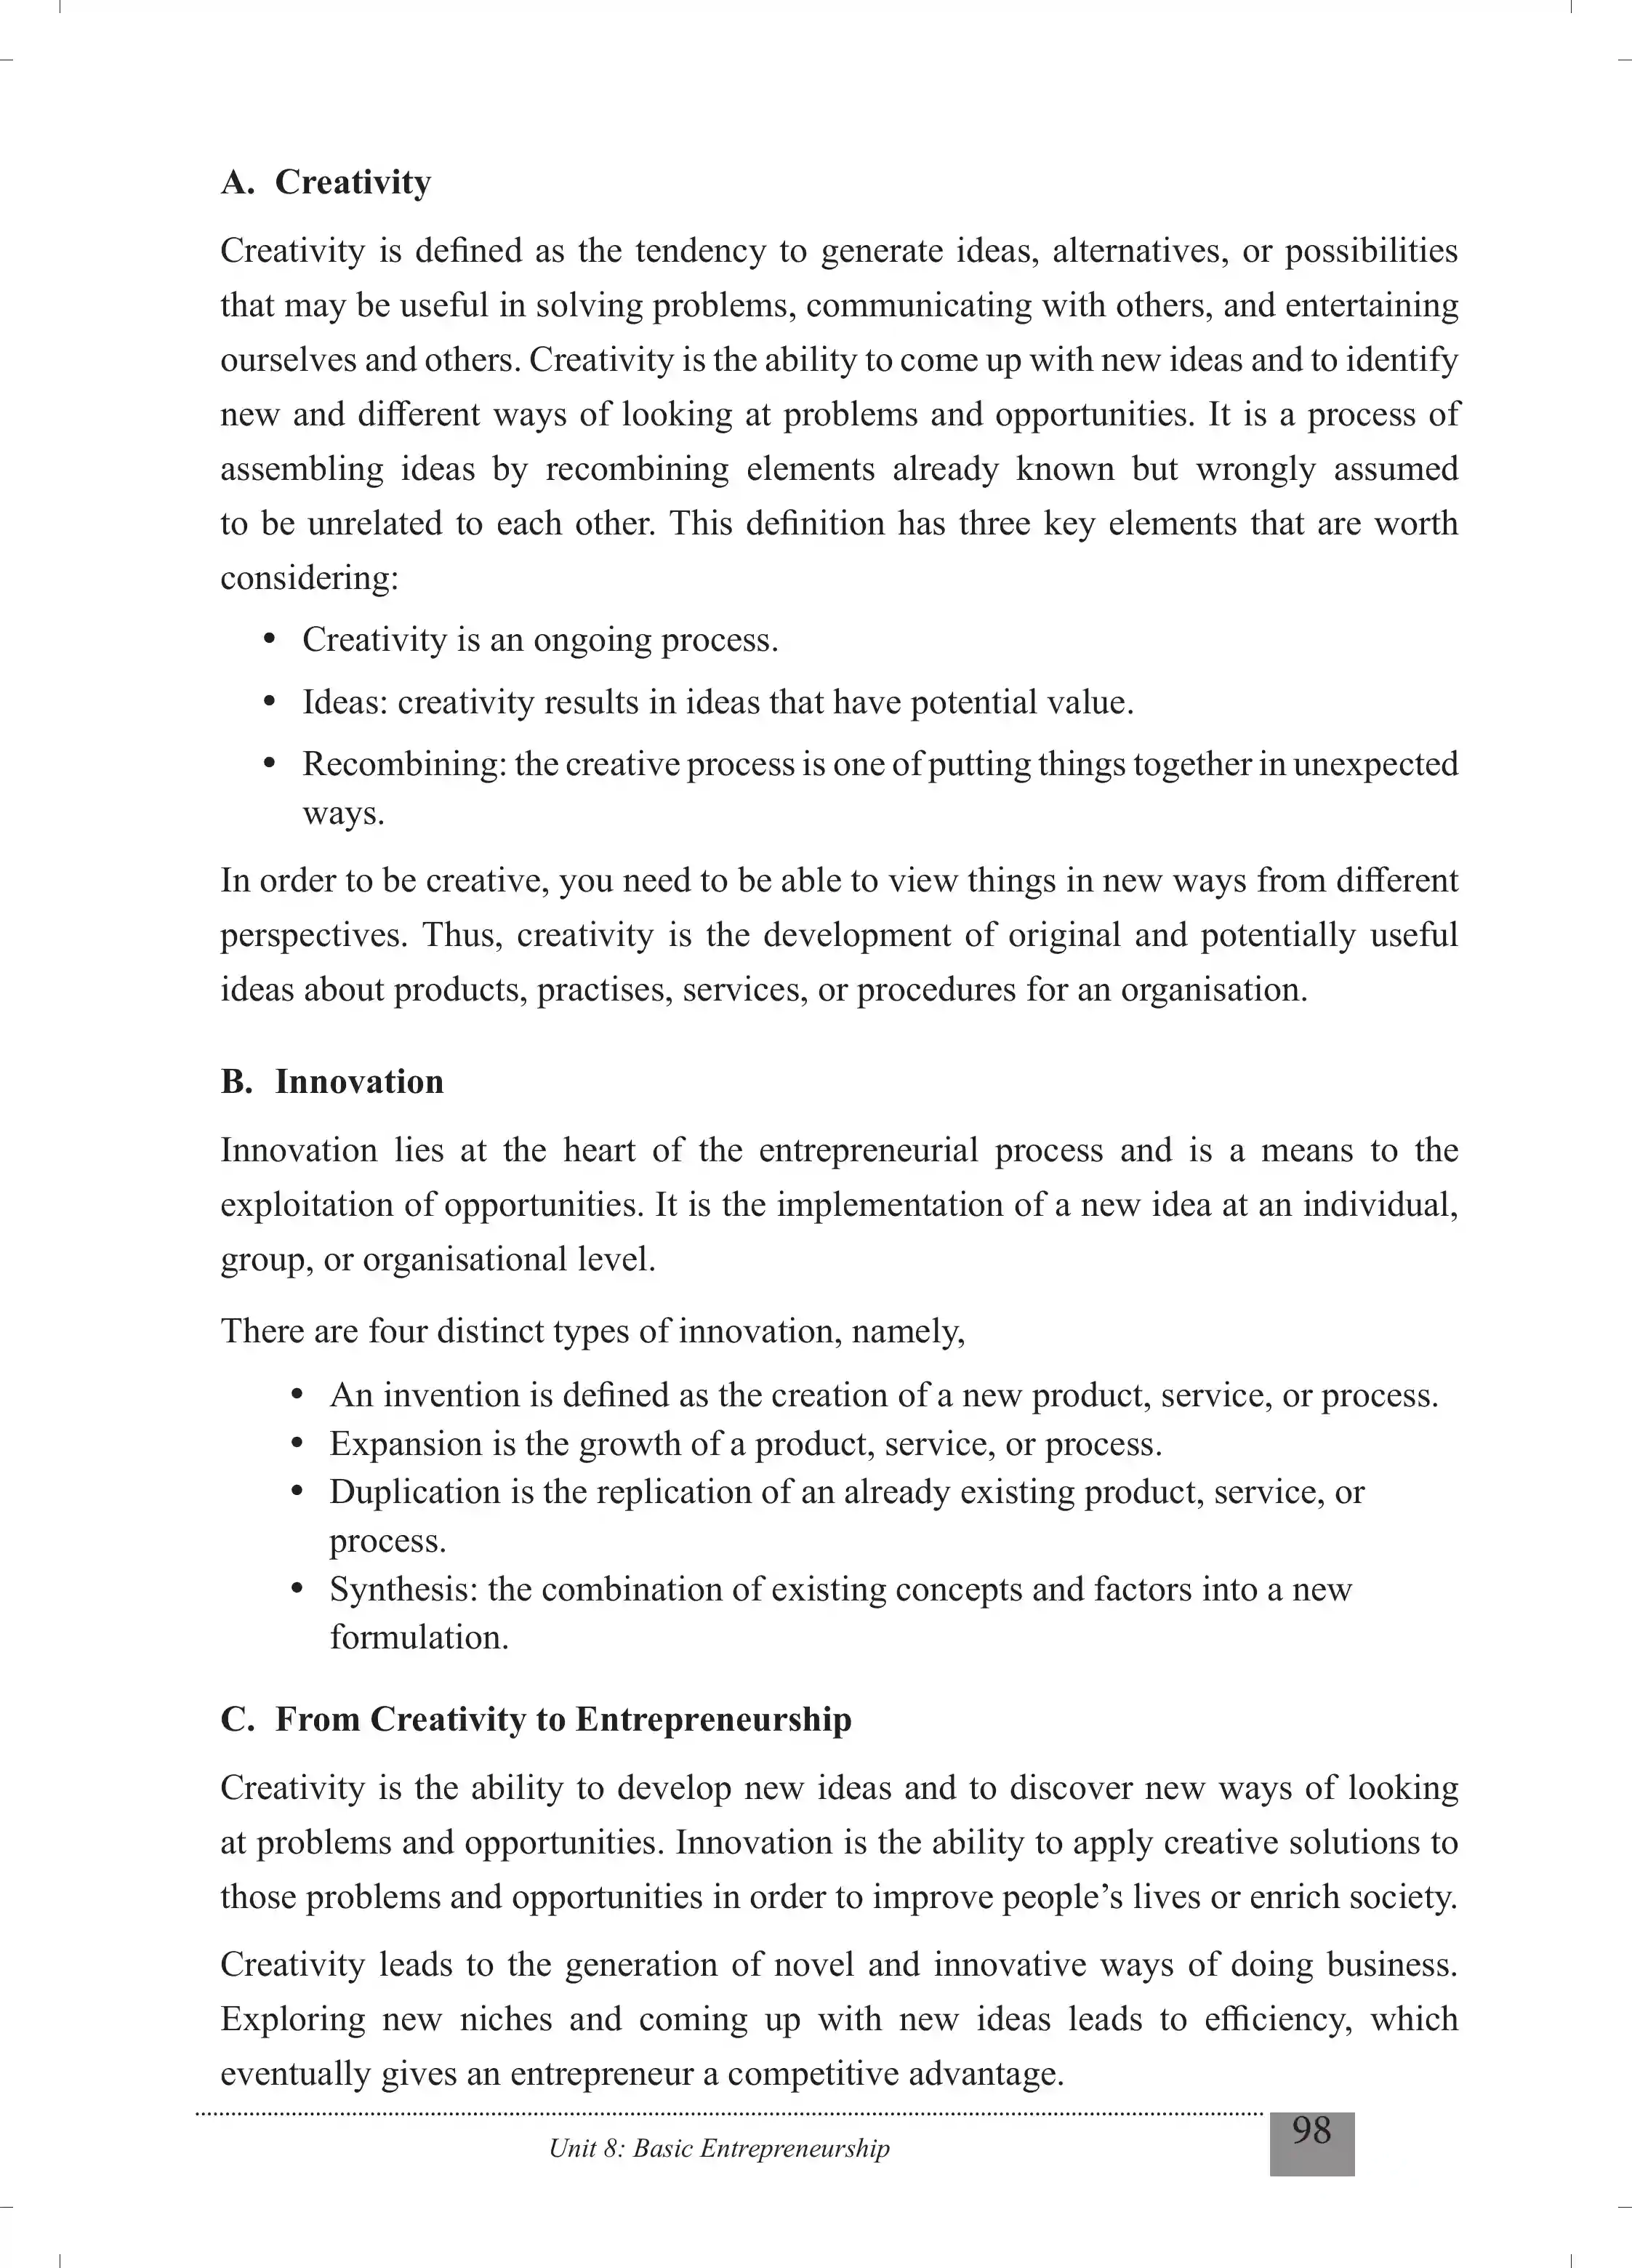 A. Creativity
Creativity is defined as the tendency to generate ideas, alternatives, or possibilities
that may be useful in solving problems, communicating with others, and entertaining
ourselves and others. Creativity is the ability to come up with new ideas and to identify
new and different ways of looking at problems and opportunities. It is a process of
assembling ideas by recombining elements already known but wrongly assumed
to be unrelated to each other. This definition has three key elements that are worth
considering:
• Creativity is an ongoing process.
• Ideas: creativity results in ideas that have potential value.
• Recombining: the creative process is one of putting things together in unexpected
ways.
In order to be creative, you need to be able to view things in new ways from different
perspectives. Thus, creativity is the development of original and potentially useful
ideas about products, practises, services, or procedures for an organisation.
B. Innovation
Innovation lies at the heart of the entrepreneurial process and is a means to the
exploitation of opportunities. It is the implementation of a new idea at an individual,
group, or organisational level.
There are four distinct types of innovation, namely,
• An invention is defined as the creation of a new product, service, or process.
• Expansion is the growth of a product, service, or process.
• Duplication is the replication of an already existing product, service, or
process.
• Synthesis: the combination of existing concepts and factors into a new
formulation.
C. From Creativity to Entrepreneurship
Creativity is the ability to develop new ideas and to discover new ways of looking
at problems and opportunities. Innovation is the ability to apply creative solutions to
those problems and opportunities in order to improve people’s lives or enrich society.
Creativity leads to the generation of novel and innovative ways of doing business.
Exploring new niches and coming up with new ideas leads to efficiency, which
eventually gives an entrepreneur a competitive advantage.
Unit 8: Basic Entrepreneurship
98